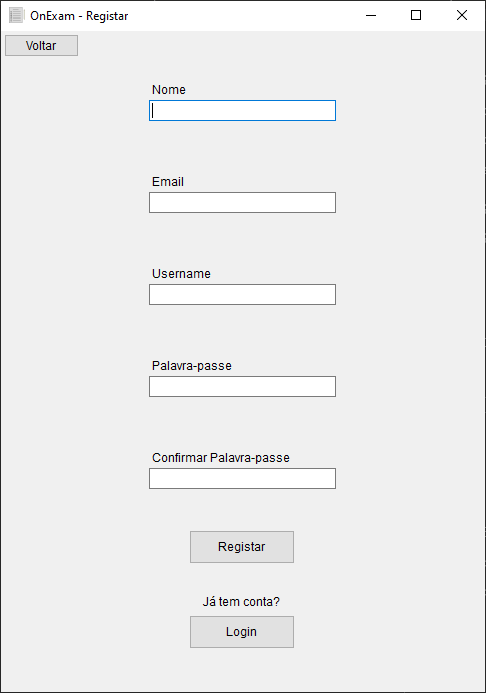 OnExam - Registar
Voltar
Nome
Email
Username
Palavra-passe
Confirmar Palavra-passe
Registar
Já tem conta?
Login